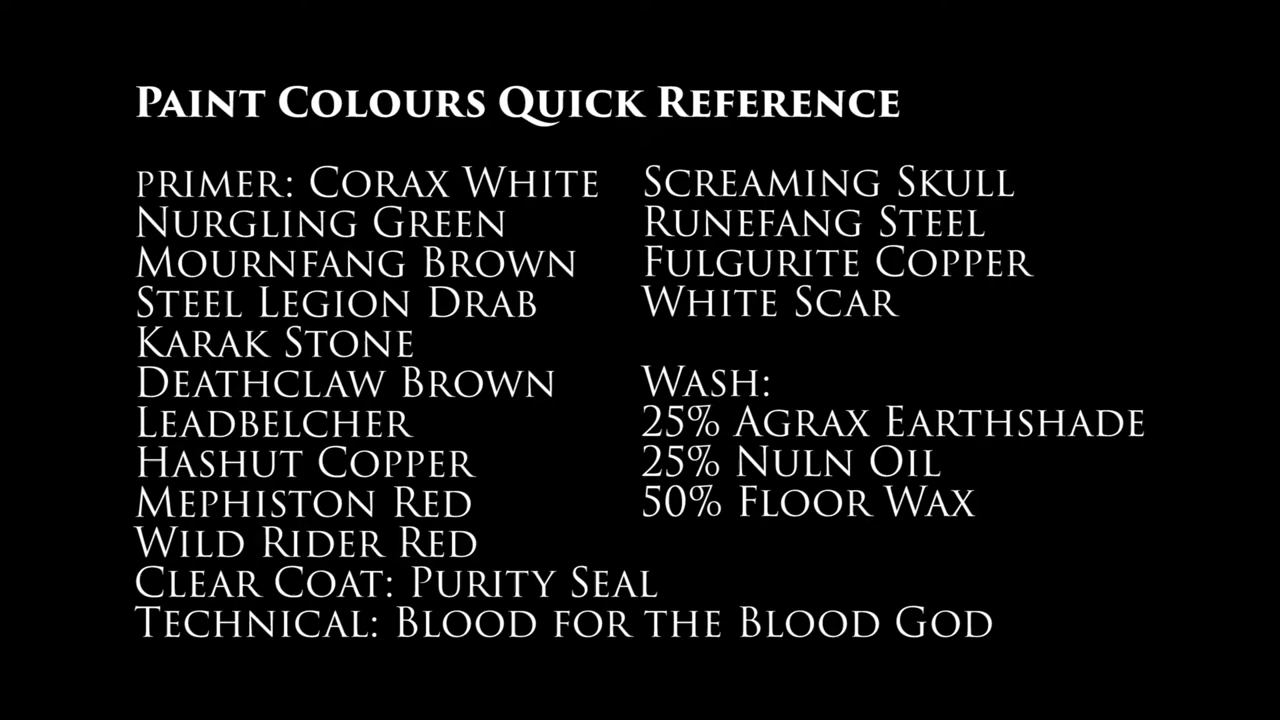 Paint Colours Quick Reference
primer: Corax White
Nurgling Green
Mournfang Brown
Steel Legion Drab
Karak Stone
Deathclaw Brown
Leadbelcher
Hashut Copper
Mephiston Red
Wild Rider Red
Clear Coat: Purity Seal
Technical: Blood for the Blood God
Screaming Skull
Runefang Steel
Fulgurite Copper
White Scar
Wash:
25% Agrax Earthshade
25% Nuln Oil
50% Floor Wax